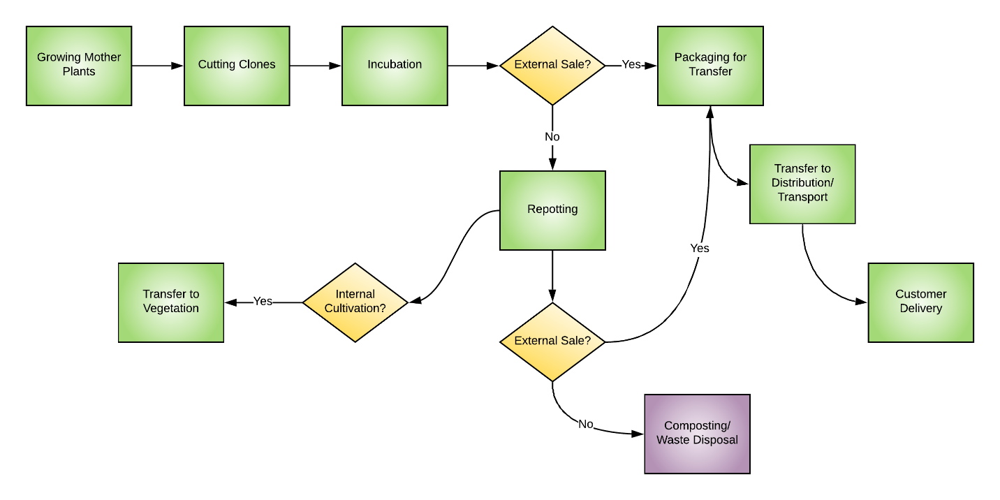 Growing Mother
Plants
Cutting Clones
Incubation
External Sale?
Yes
Packaging for
Transfer
No
Transfer to
Distribution/
Transport
Repotting
Yes
Transfer to
Vegetation
Yes
Internal
Cultivation?
Customer
Delivery
External Sale?
No
Composting/
Waste Disposal